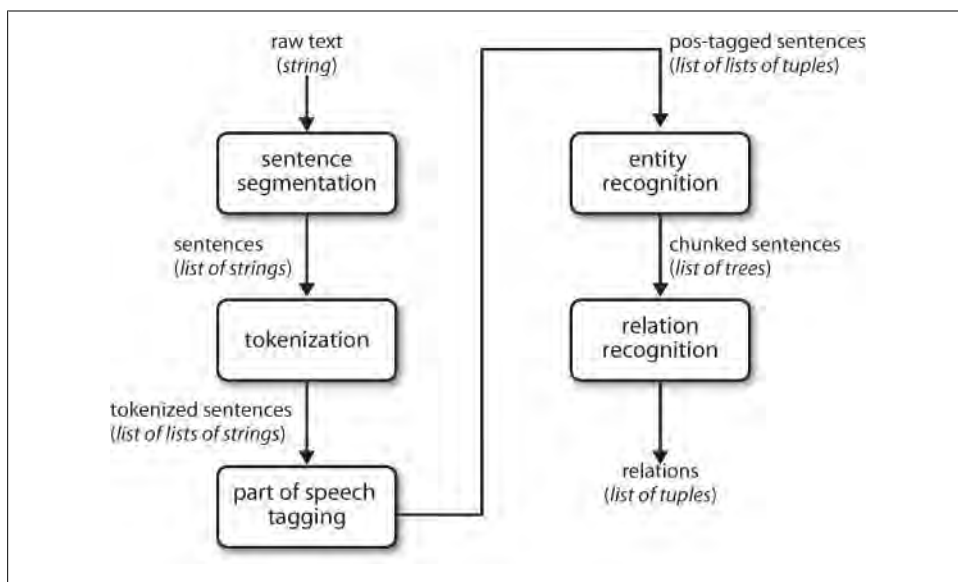 raw text
(string)
sentence
segmentation
sentences
(list of strings)
tokenization
tokenized sentences
(list of lists of strings)
part of speech
tagging
pos-tagged sentences
(list of lists of tuples)
entity
recognition
chunked sentences
(list of trees)
relation
recognition
relations
(list of tuples)